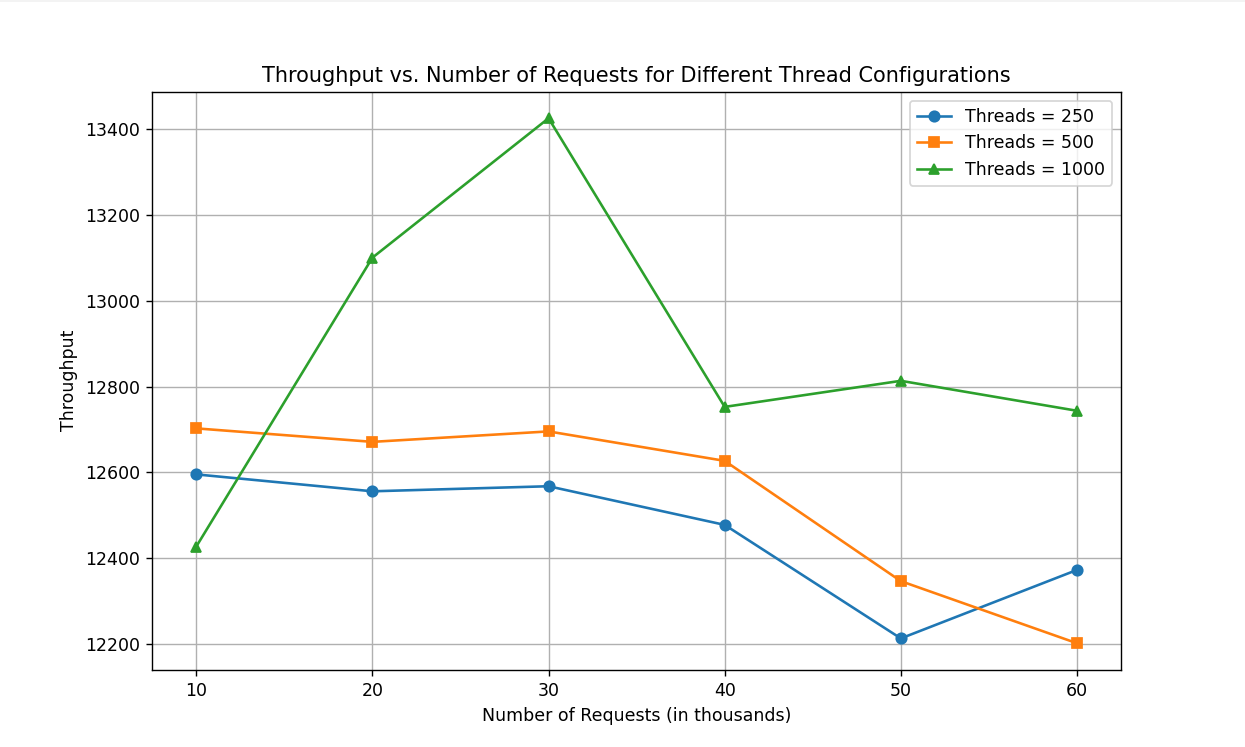 Throughput vs. Number of Requests for Different Thread Configurations
Threads = 250
Threads = 500
Threads = 1000
13400
13200
13000
12800
12600
12400
12200
Throughput
10 20 30 40 50 60
Number of Requests (in thousands)